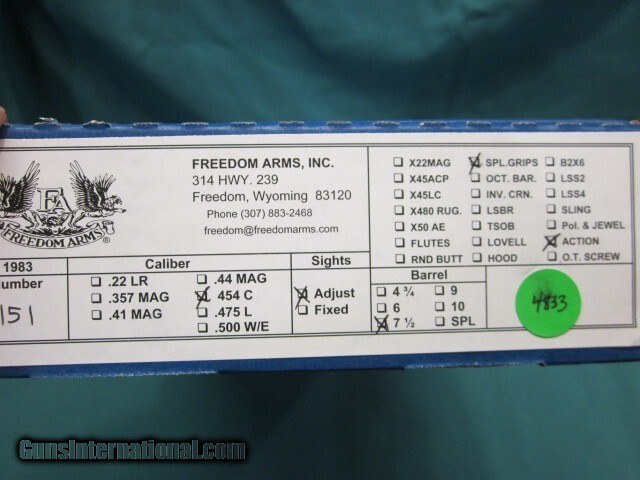 FREEDOM ARMS, INC.
314 HWY. 239
Freedom, Wyoming 83120
Phone (307) 883-2468
freedom@freedomarms.com
FA
FREEDOM ARMS®
X22MAG SPL.GRIPS B2X6
X45ACP OCT. BAR. LSS2
X45LC INV. CRN. LSS4
X480 RUG. LSBR SLING
X50 AE TSOB Pol. & JEWEL
FLUTES LOVELL ACTION
RND BUTT HOOD O.T. SCREW
1983 Caliber Sights Barrel
umber
151
.22 LR .44 MAG
.357 MAG 454 C
.41 MAG .475 L
.500 W/E
Adjust
Fixed
4 ¾ 9
6 10
7 ½ SPL
4833
GunsInternational.com